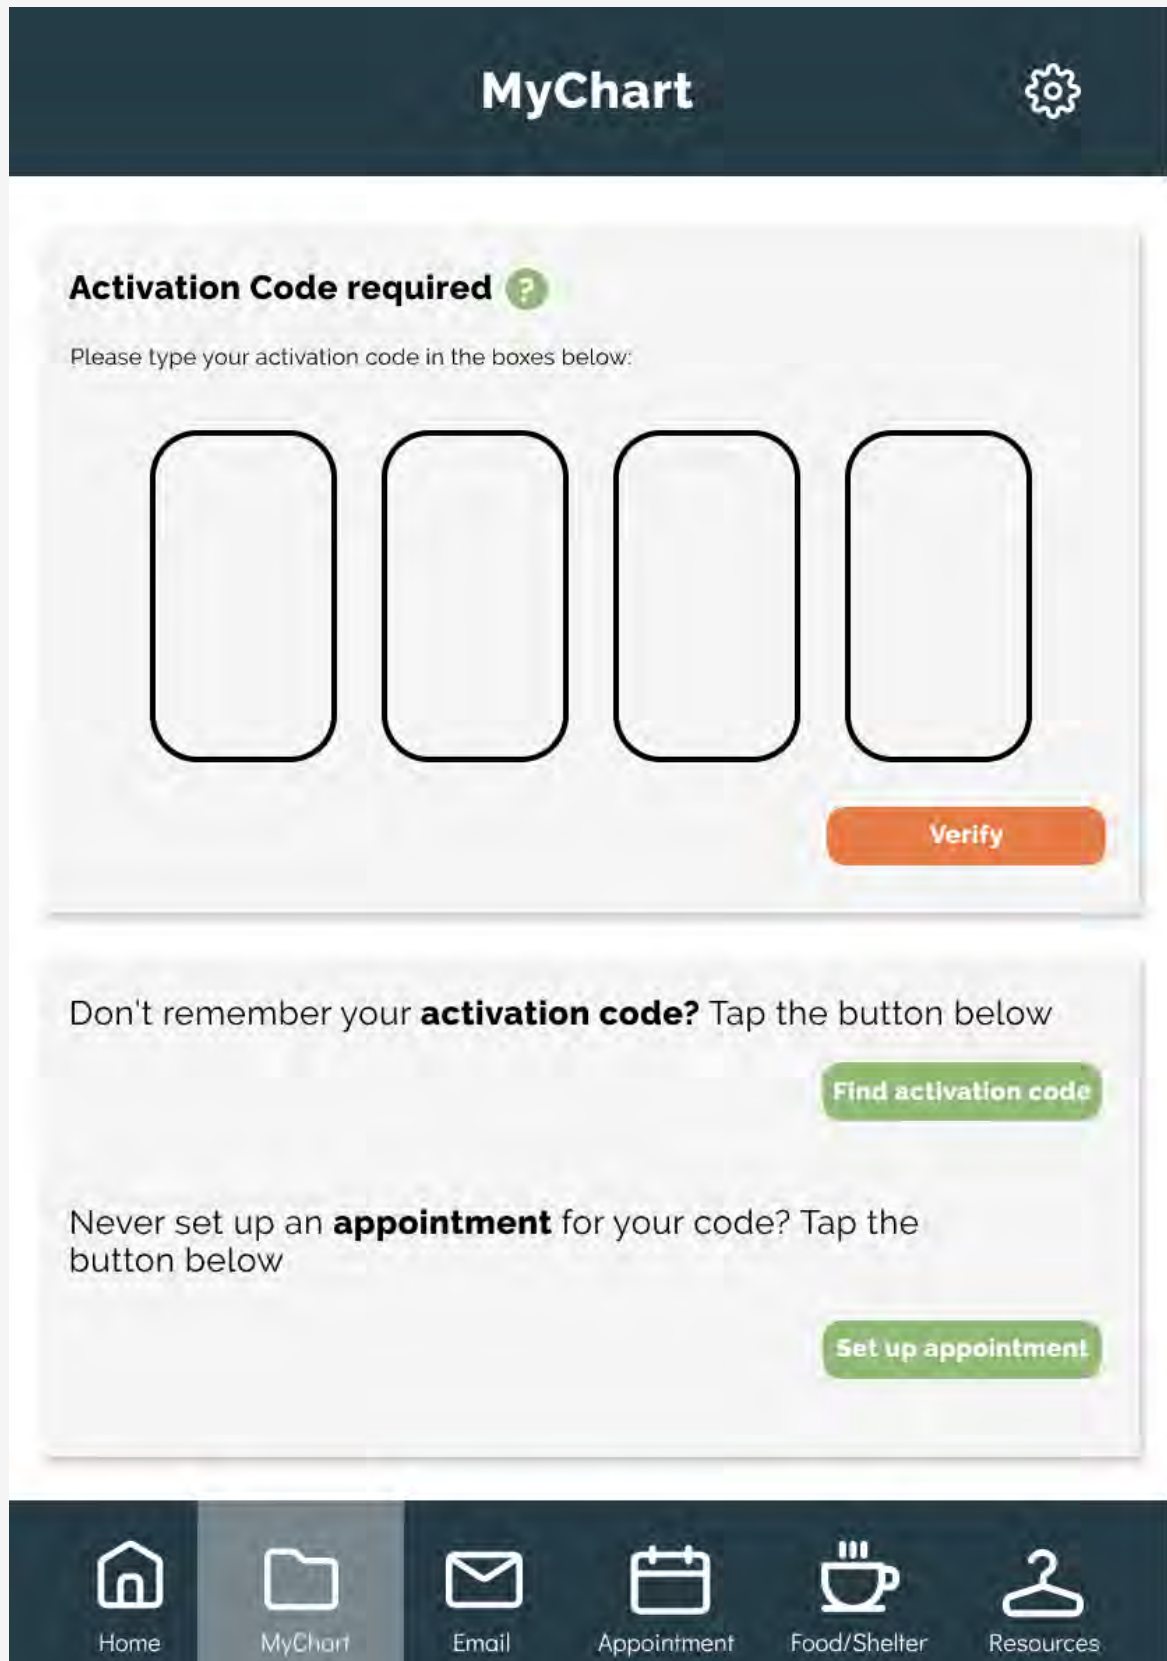 MyChart
Activation Code required ?
Please type your activation code in the boxes below:
Verify
Don't remember your activation code? Tap the button below
Find activation code
Never set up an appointment for your code? Tap the
button below
Set up appointment
Home MyChart Email Appointment Food/Shelter Resources